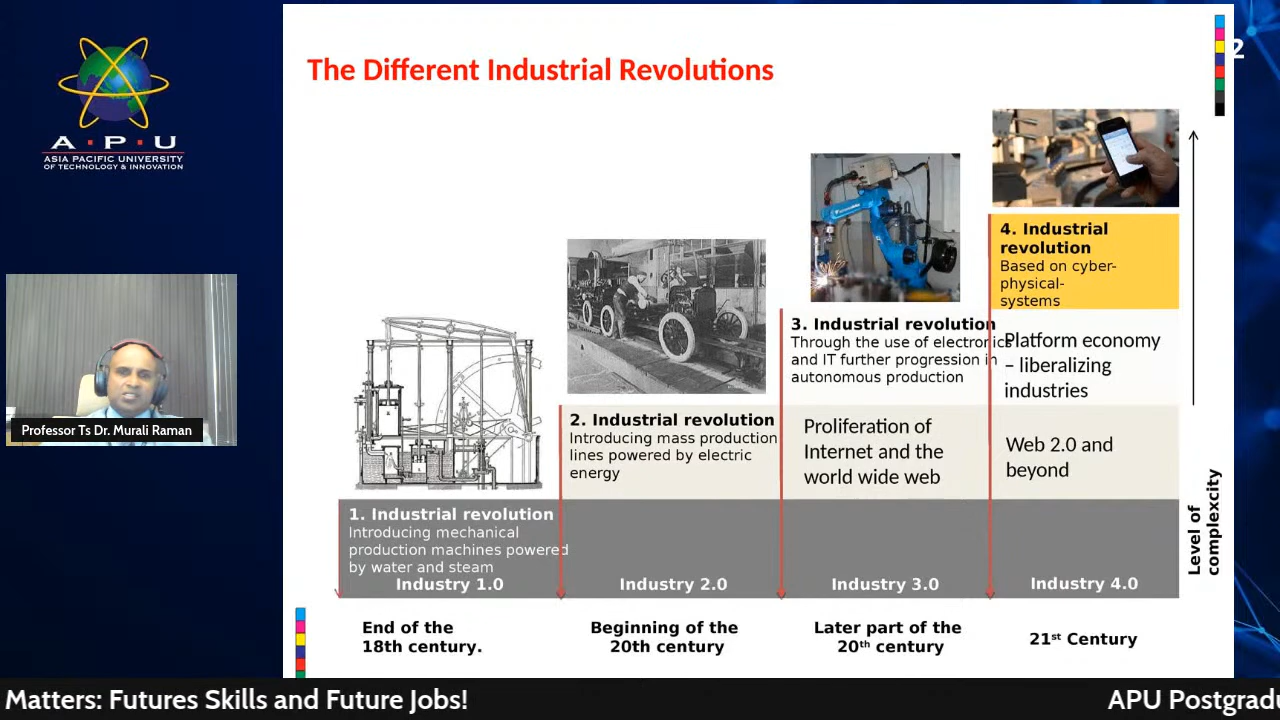 A·P·U
ASIA PACIFIC UNIVERSITY
OF TECHNOLOGY & INNOVATION
2
The Different Industrial Revolutions
4. Industrial
revolution
Based on cyber-
physical-
systems
3. Industrial revolution
Through the use of electronics
and IT further progression in
autonomous production
Platform economy
– liberalizing
industries
2. Industrial revolution
Introducing mass production
lines powered by electric
energy
Proliferation of
Internet and the
world wide web
Web 2.0 and
beyond
Level of
complexcity
1. Industrial revolution
Introducing mechanical
production machines powered
by water and steam
Industry 1.0
Industry 2.0
Industry 3.0
Industry 4.0
End of the
18th century.
Beginning of the
20th century
Later part of the
20th century
21st Century
Professor Ts Dr. Murali Raman
Matters: Futures Skills and Future Jobs!
APU Postgradu